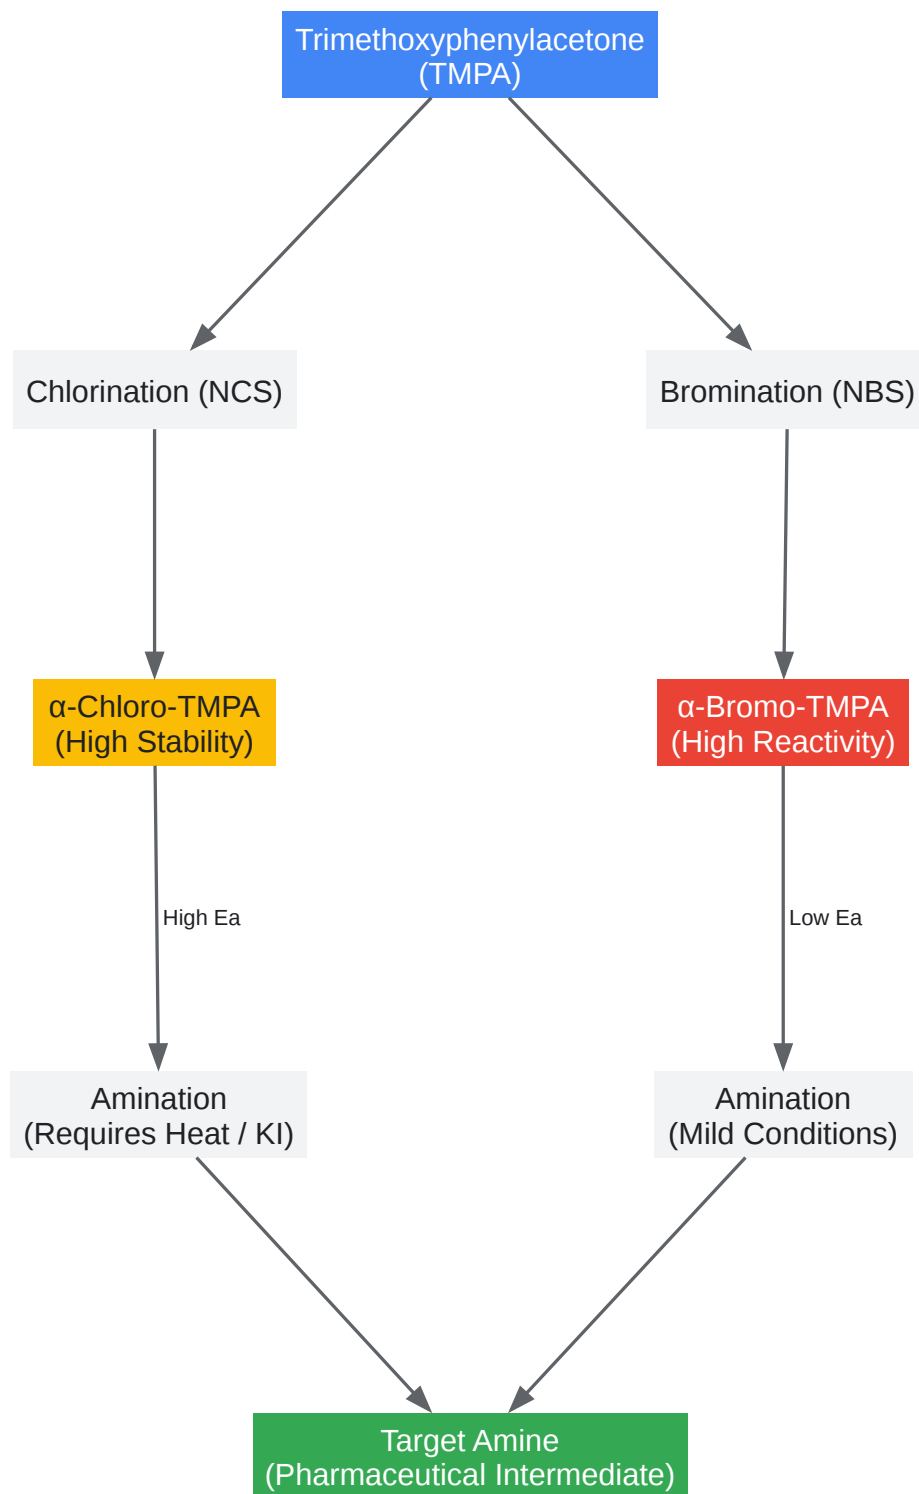 Trimethoxyphenylacetone
(TMPA)
Chlorination (NCS)
Bromination (NBS)
α-Chloro-TMPA
(High Stability)
α-Bromo-TMPA
(High Reactivity)
High Ea
Low Ea
Amination
(Requires Heat / KI)
Amination
(Mild Conditions)
Target Amine
(Pharmaceutical Intermediate)